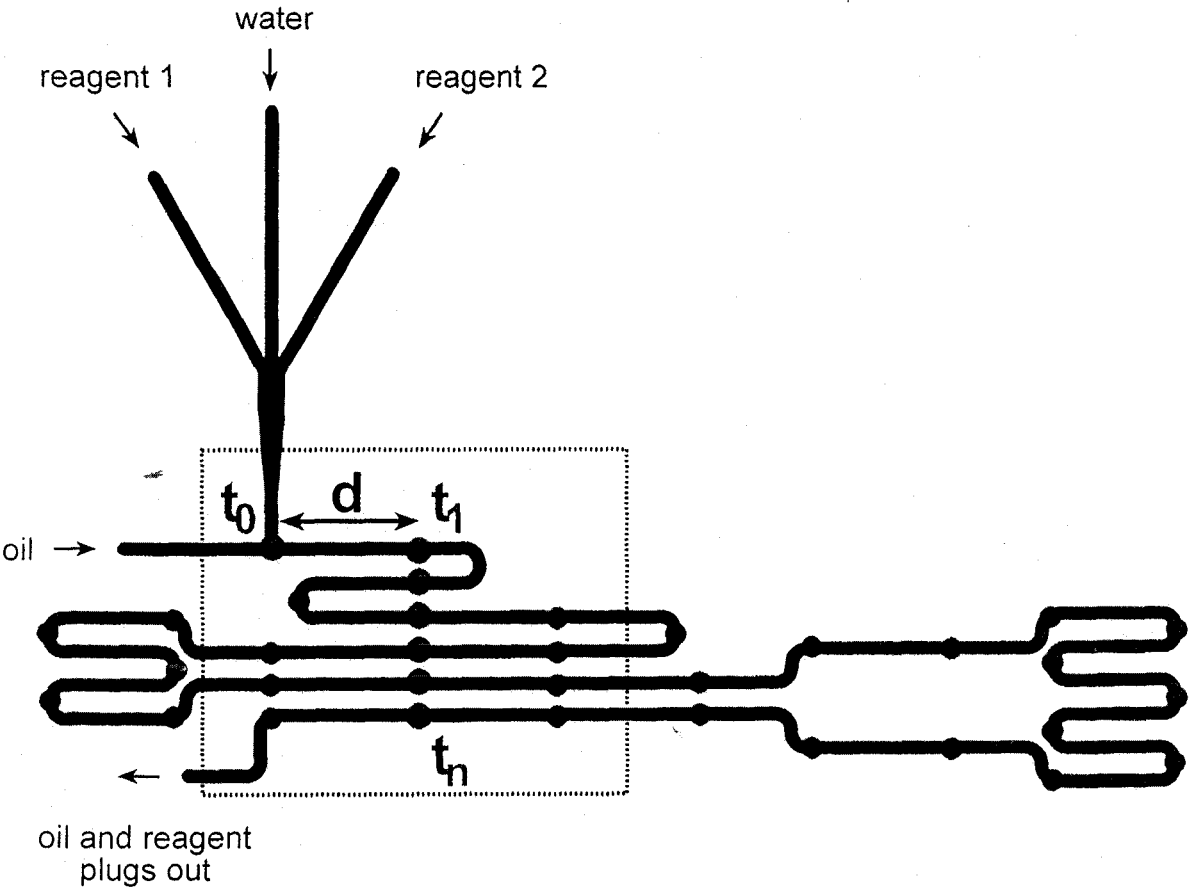 water
reagent 1
reagent 2
t0
d
t1
oil
tn
oil and reagent
plugs out